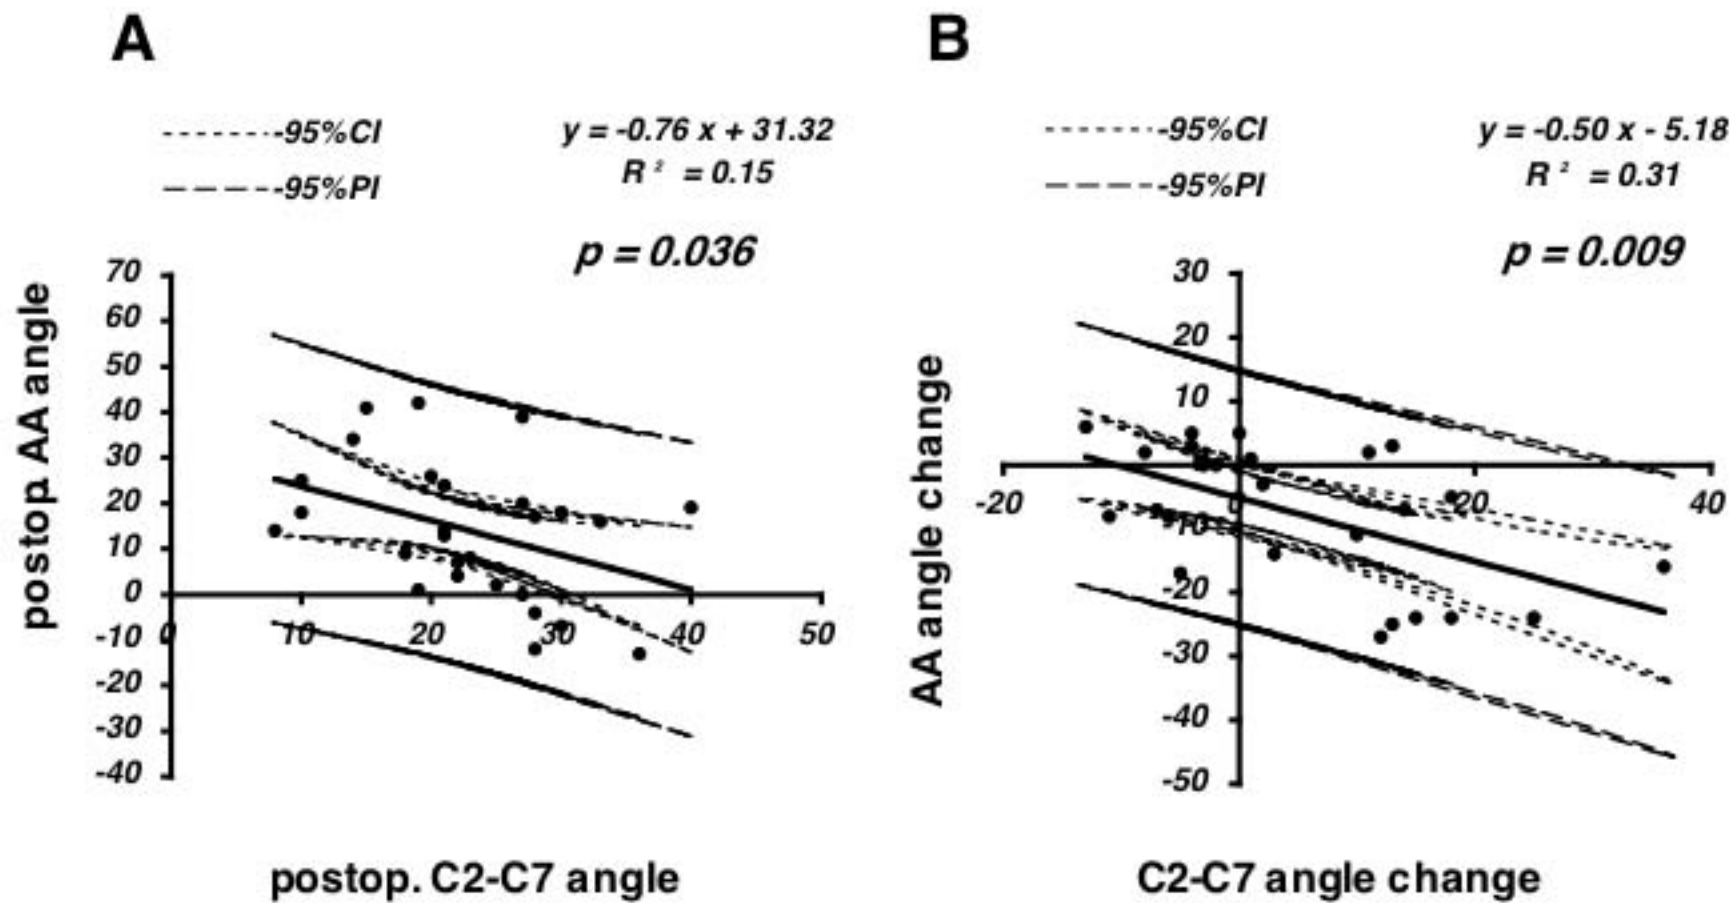 A
-95%CI
y = -0.76 x + 31.32
-95%PI
R² = 0.15
p = 0.036
70
60
50
40
30
20
10
0
-10
-20
-30
-40
0 10 20 30 40 50
postop. AA angle
postop. C2-C7 angle
B
-95%CI
y = -0.50 x - 5.18
-95%PI
R² = 0.31
p = 0.009
30
20
10
-10
-20
-30
-40
-50
-20 0 20 40
AA angle change
C2-C7 angle change